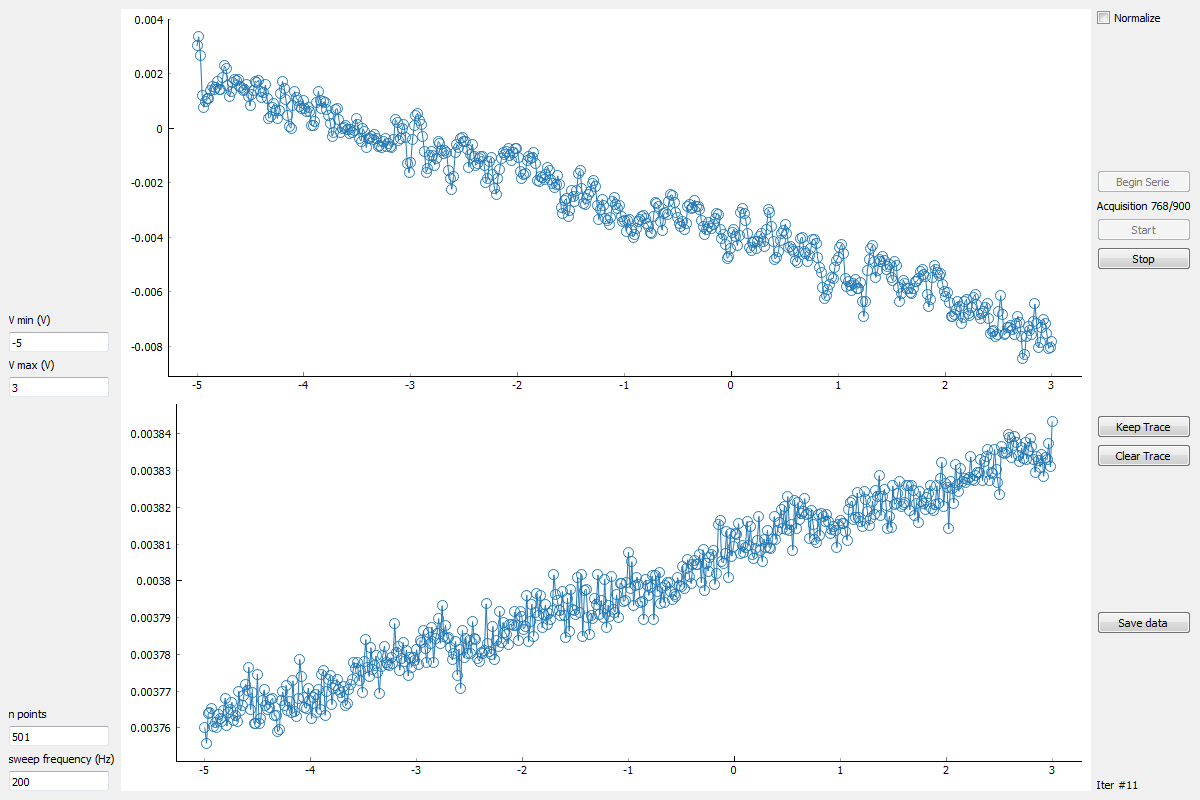 Normalize
Begin Serie
Acquisition 768/900
Start
Stop
V min (V)
-5
V max (V)
3
0.004
0.002
0
-0.002
-0.004
-0.006
-0.008
-5 -4 -3 -2 -1 0 1 2 3
Keep Trace
Clear Trace
0.00384
0.00383
0.00382
0.00381
0.0038
0.00379
0.00378
0.00377
0.00376
-5 -4 -3 -2 -1 0 1 2 3
Save data
n points
501
sweep frequency (Hz)
200
Iter #11